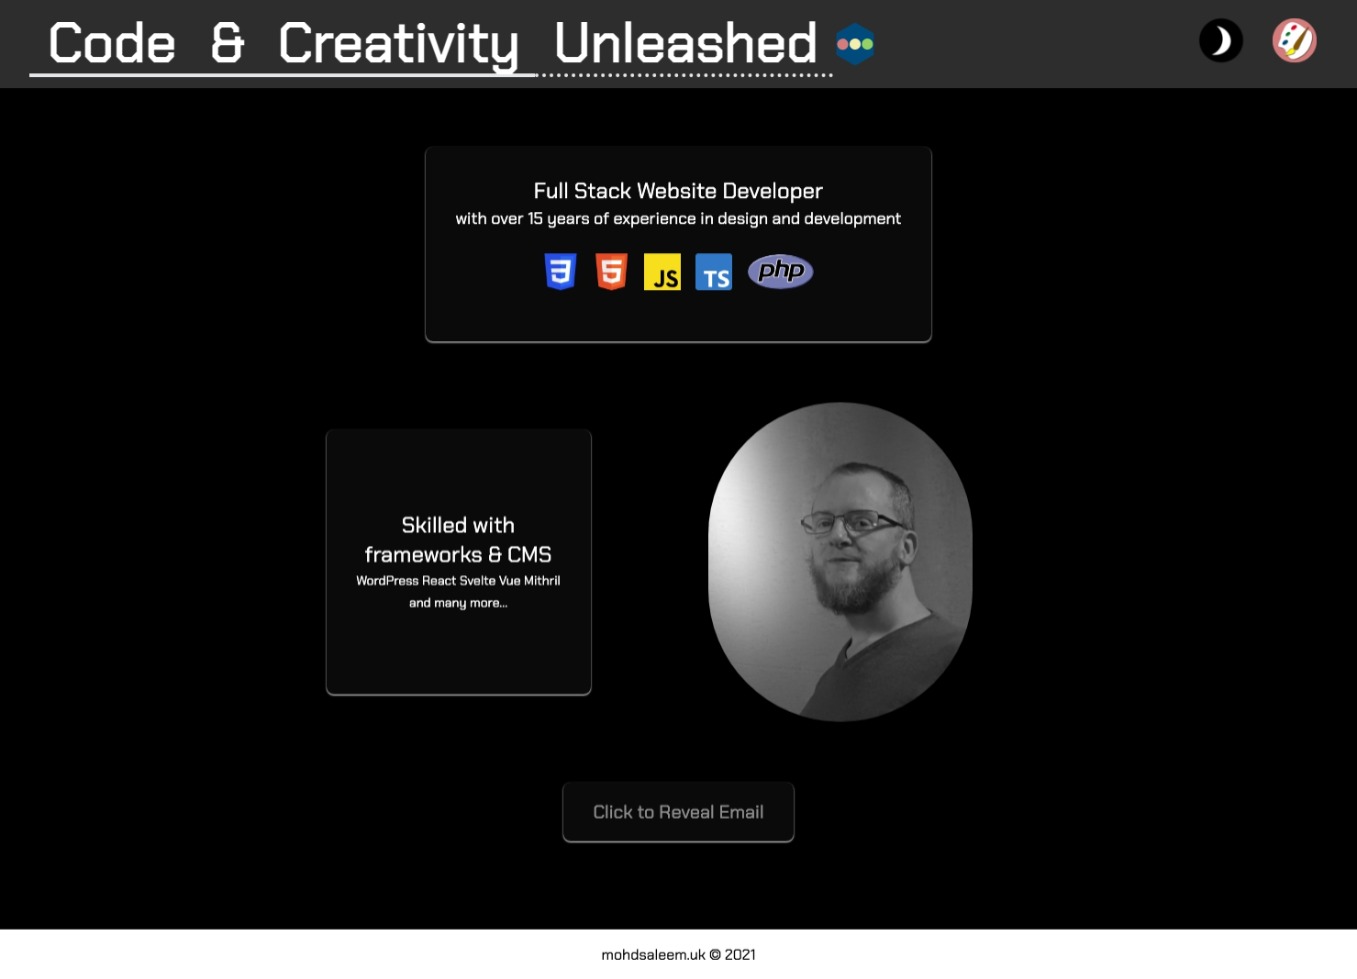 Code & Creativity Unleashed
Full Stack Website Developer
with over 15 years of experience in design and development
3 5 JS TS php
Skilled with
frameworks & CMS
WordPress React Svelte Vue Mithril
and many more...
Click to Reveal Email
mohdsaleem.uk © 2021